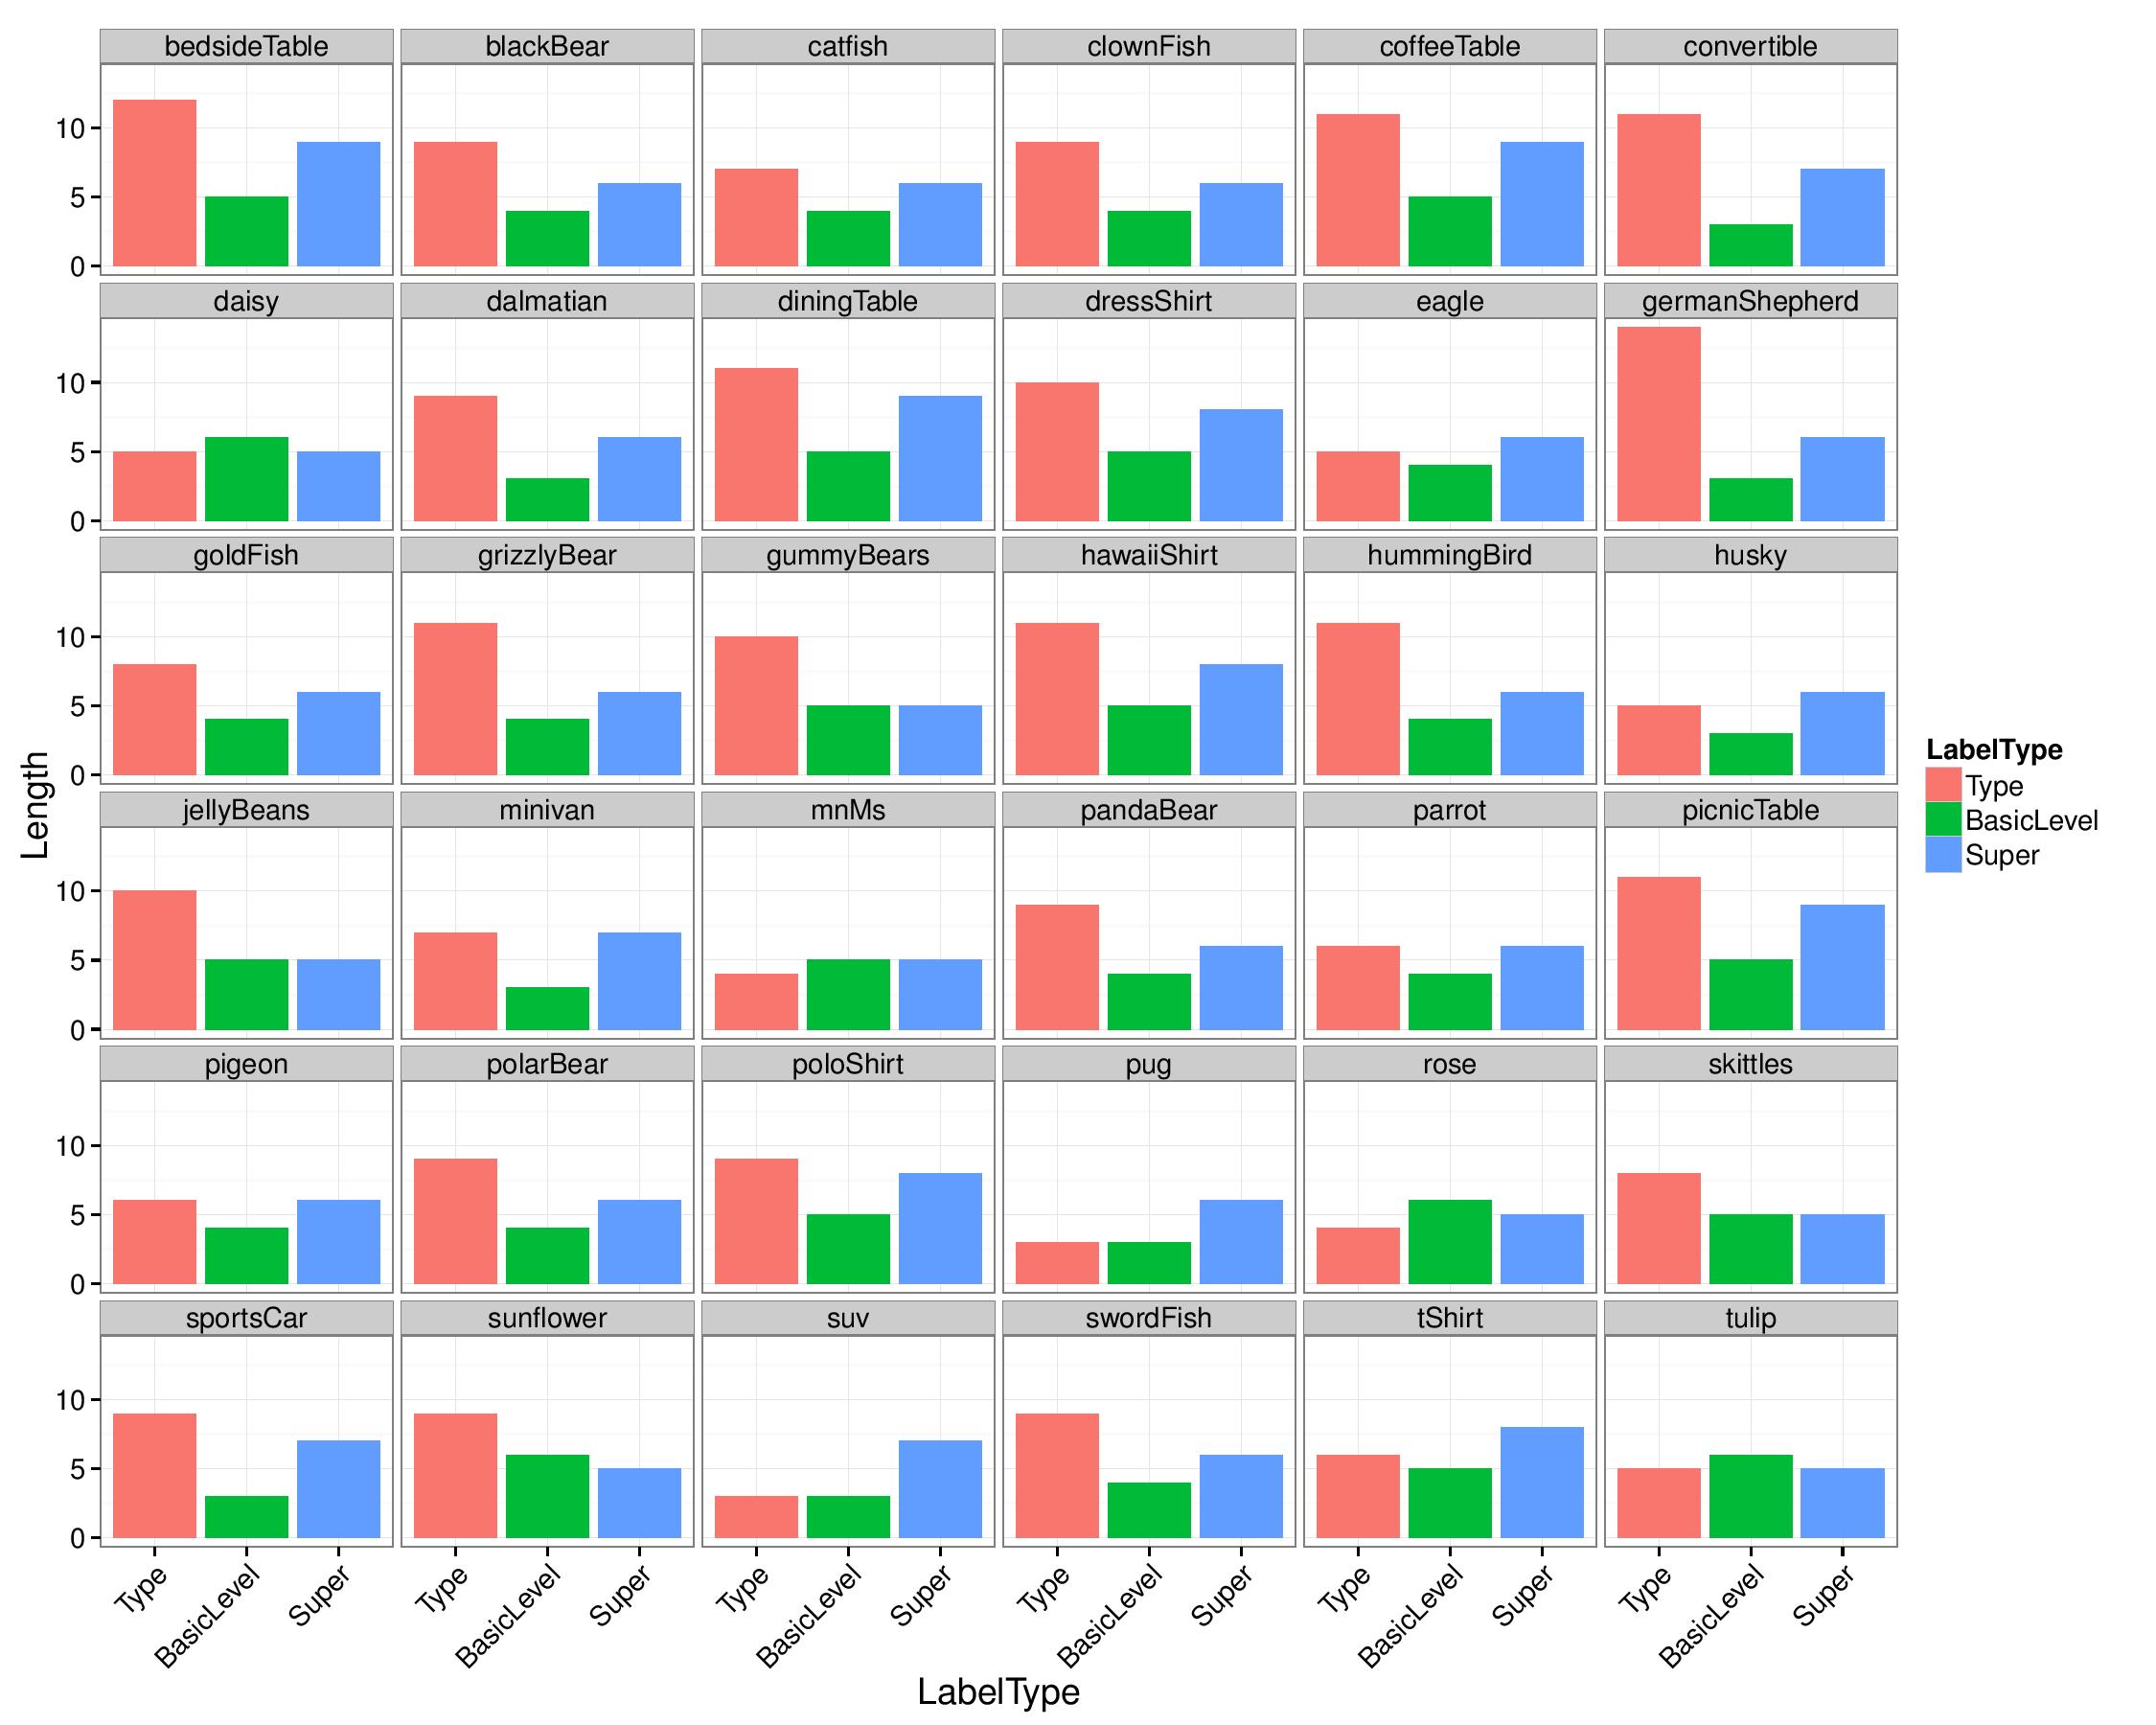 bedsideTable blackBear catfish clownFish coffeeTable convertible
10
5
0
daisy dalmatian diningTable dressShirt eagle germanShepherd
10
5
0
goldFish grizzlyBear gummyBears hawaiiShirt hummingBird husky
10
5
0
jellyBeans minivan mnMs pandaBear parrot picnicTable
10
5
0
pigeon polarBear poloShirt pug rose skittles
10
5
0
sportsCar sunflower suv swordFish tShirt tulip
10
5
0
Type BasicLevel Super Type BasicLevel Super Type BasicLevel Super Type BasicLevel Super Type BasicLevel Super Type BasicLevel Super
LabelType
Length
LabelType
Type
BasicLevel
Super